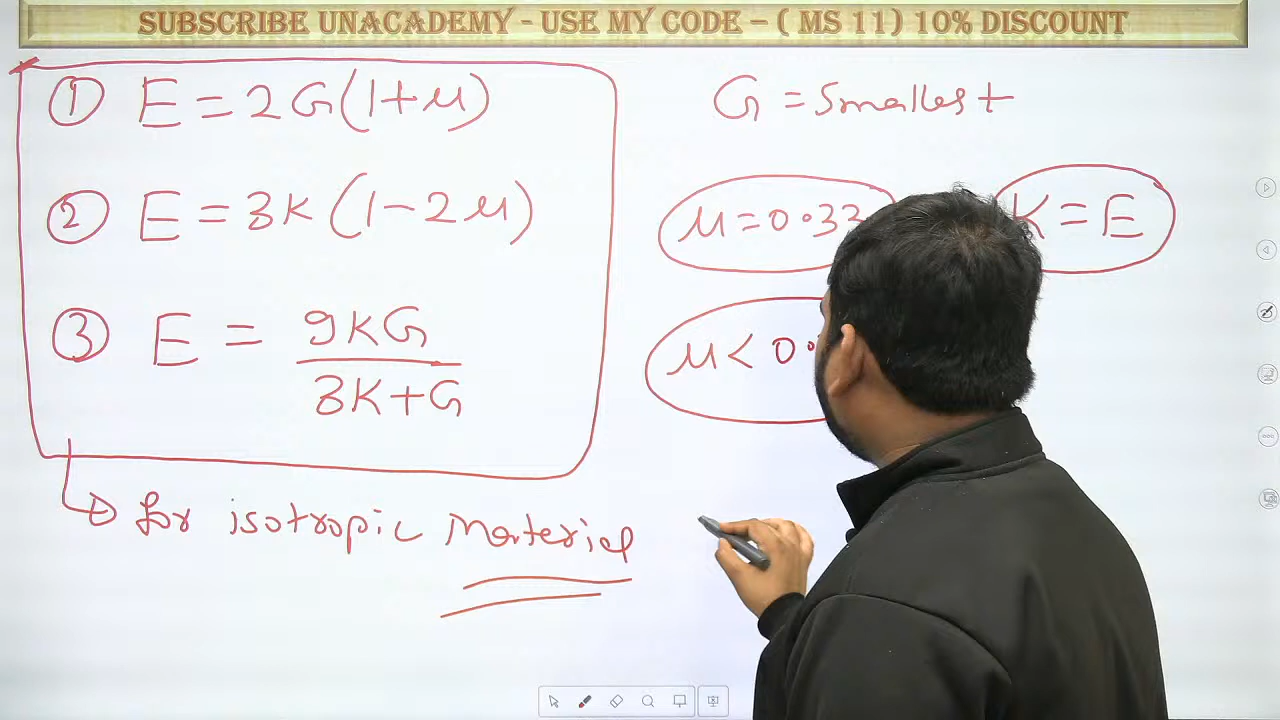 SUBSCRIBE UNACADEMY - USE MY CODE – ( MS 11) 10% DISCOUNT
① E = 2G(1+μ)
② E = 3K(1-2μ)
③ E = 9KG / 3K+G
↳ for isotropic Material
G = Smallest
μ = 0.33
K = E
μ < 0.